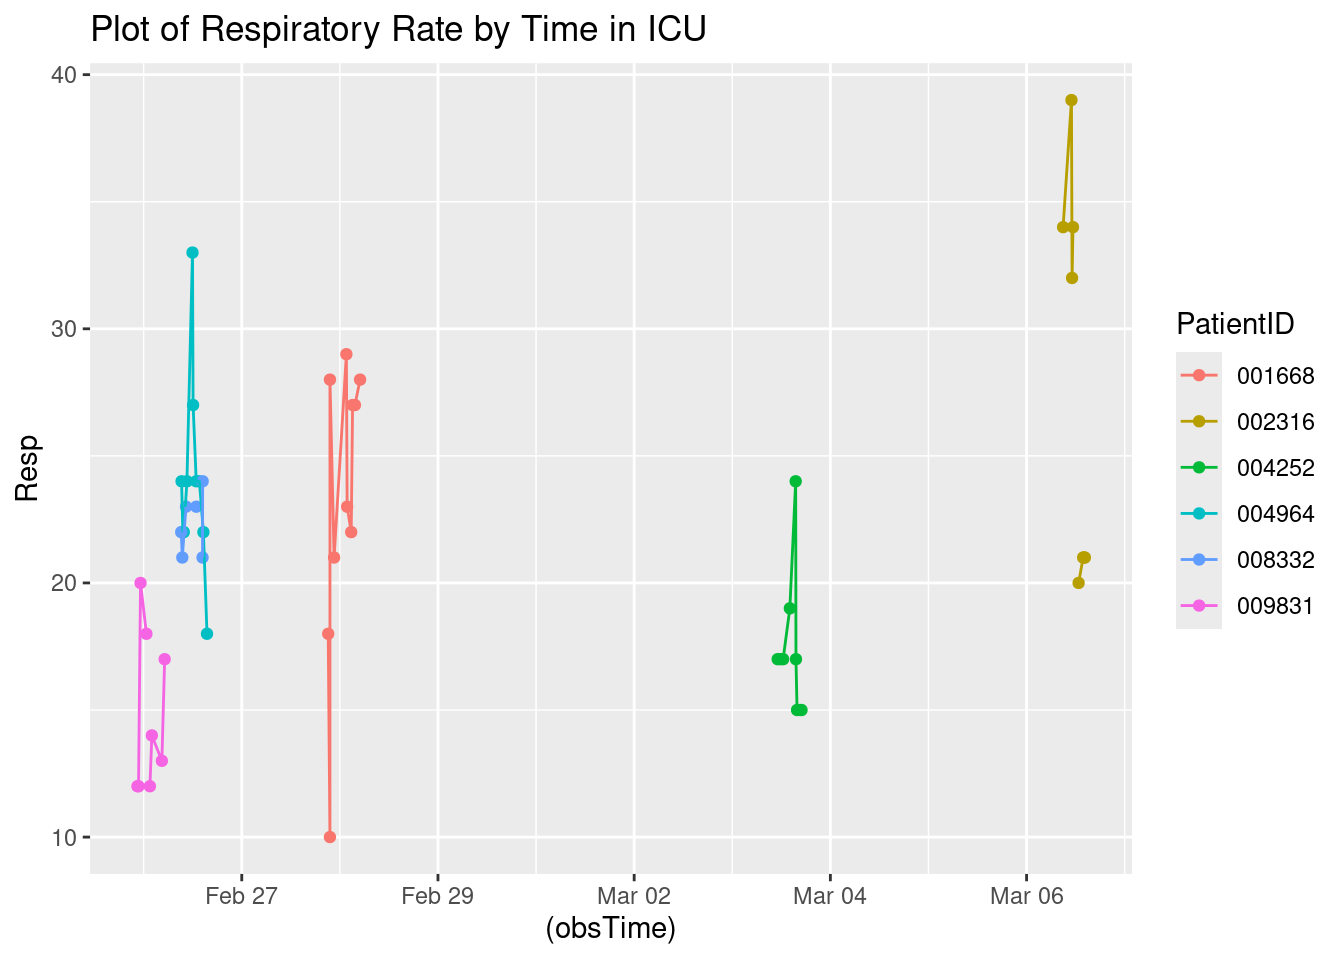 Plot of Respiratory Rate by Time in ICU
40
30
20
10
Resp
Feb 27
Feb 29
Mar 02
Mar 04
Mar 06
(obsTime)
PatientID
001668
002316
004252
004964
008332
009831